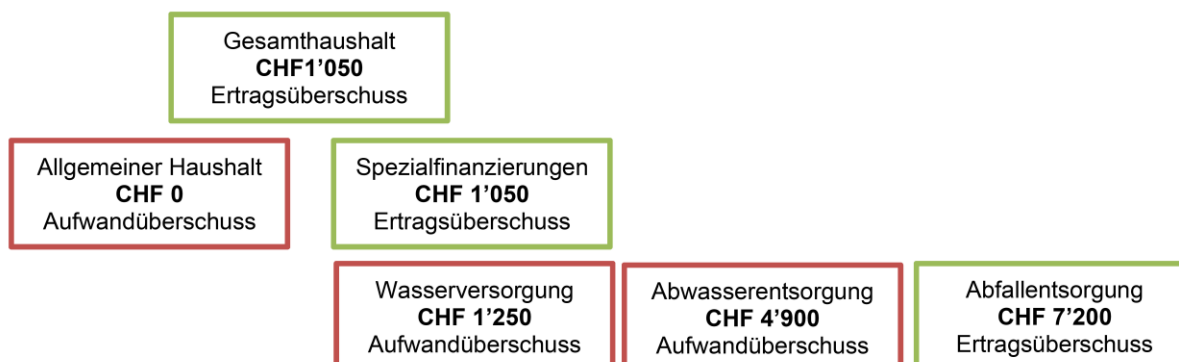 Gesamthaushalt
CHF1’050
Ertragsüberschuss
Allgemeiner Haushalt
CHF 0
Aufwandüberschuss
Spezialfinanzierungen
CHF 1’050
Ertragsüberschuss
Wasserversorgung
CHF 1’250
Aufwandüberschuss
Abwasserentsorgung
CHF 4’900
Aufwandüberschuss
Abfallentsorgung
CHF 7’200
Ertragsüberschuss